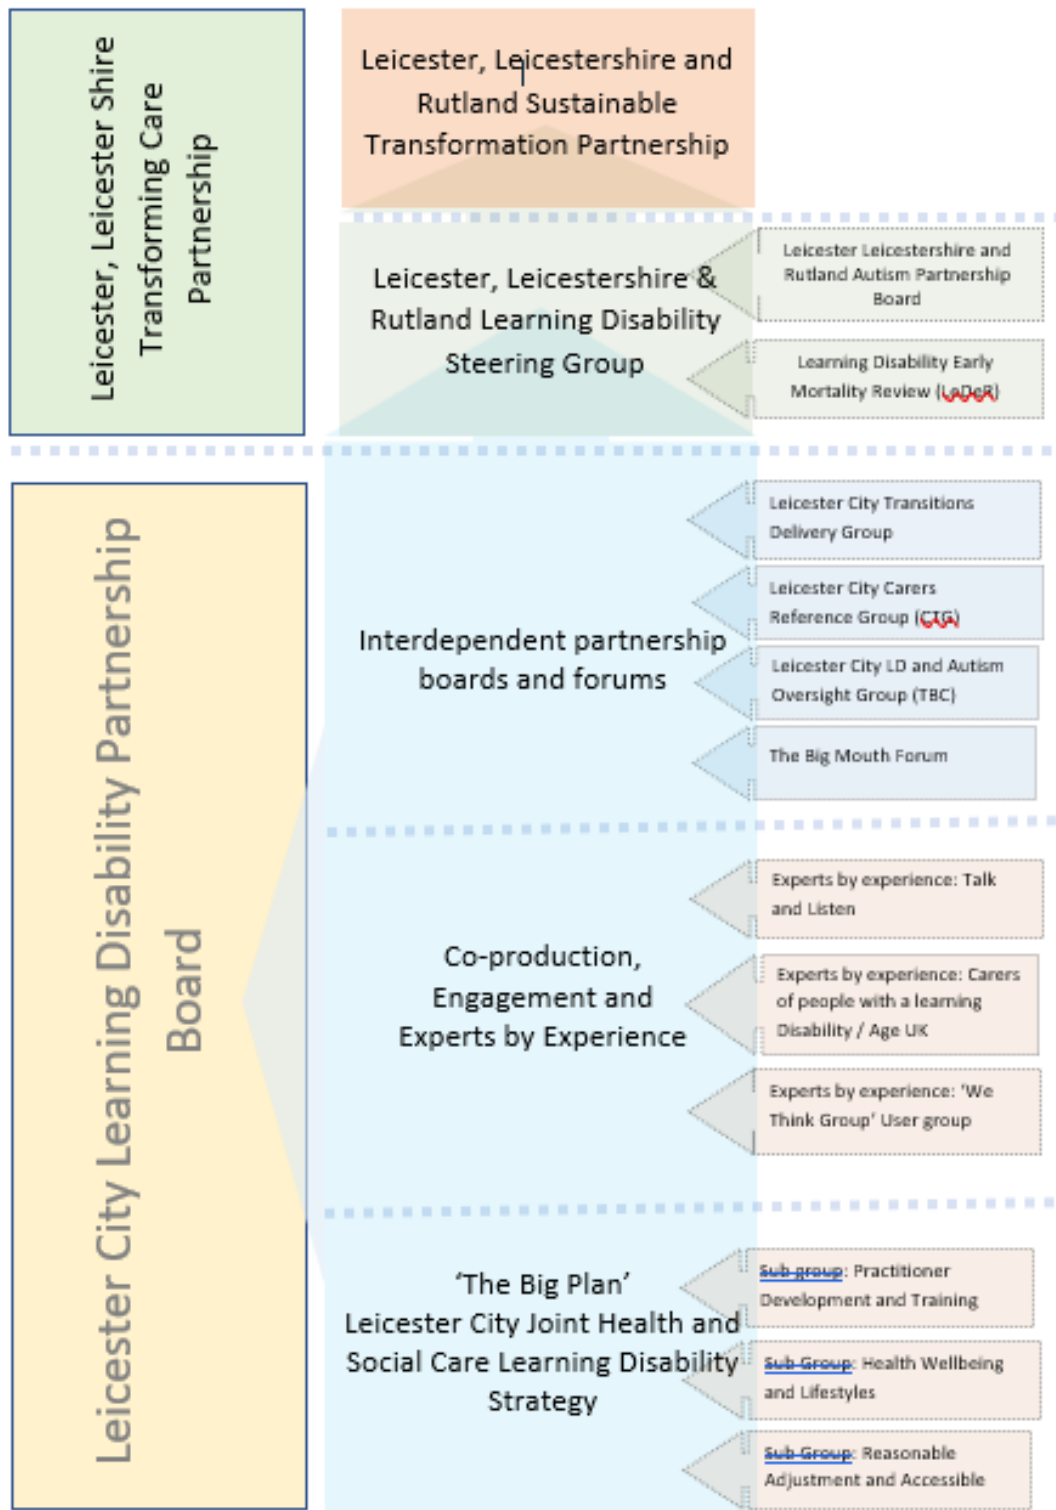 Leicester, Leicester Shire
Transforming Care
Partnership
Leicester, Leicestershire and
Rutland Sustainable
Transformation Partnership
Leicester, Leicestershire &
Rutland Learning Disability
Steering Group
Leicester Leicestershire and
Rutland Autism Partnership
Board
Learning Disability Early
Mortality Review (LeDeR)
Leicester City Learning Disability Partnership
Board
Interdependent partnership
boards and forums
Leicester City Transitions
Delivery Group
Leicester City Carers
Reference Group (CTG)
Leicester City LD and Autism
Oversight Group (TBC)
The Big Mouth Forum
Co-production,
Engagement and
Experts by Experience
Experts by experience: Talk
and Listen
Experts by experience: Carers
of people with a learning
Disability / Age UK
Experts by experience: ‘We
Think Group’ User group
‘The Big Plan’
Leicester City Joint Health and
Social Care Learning Disability
Strategy
Sub group: Practitioner
Development and Training
Sub Group: Health Wellbeing
and Lifestyles
Sub Group: Reasonable
Adjustment and Accessible